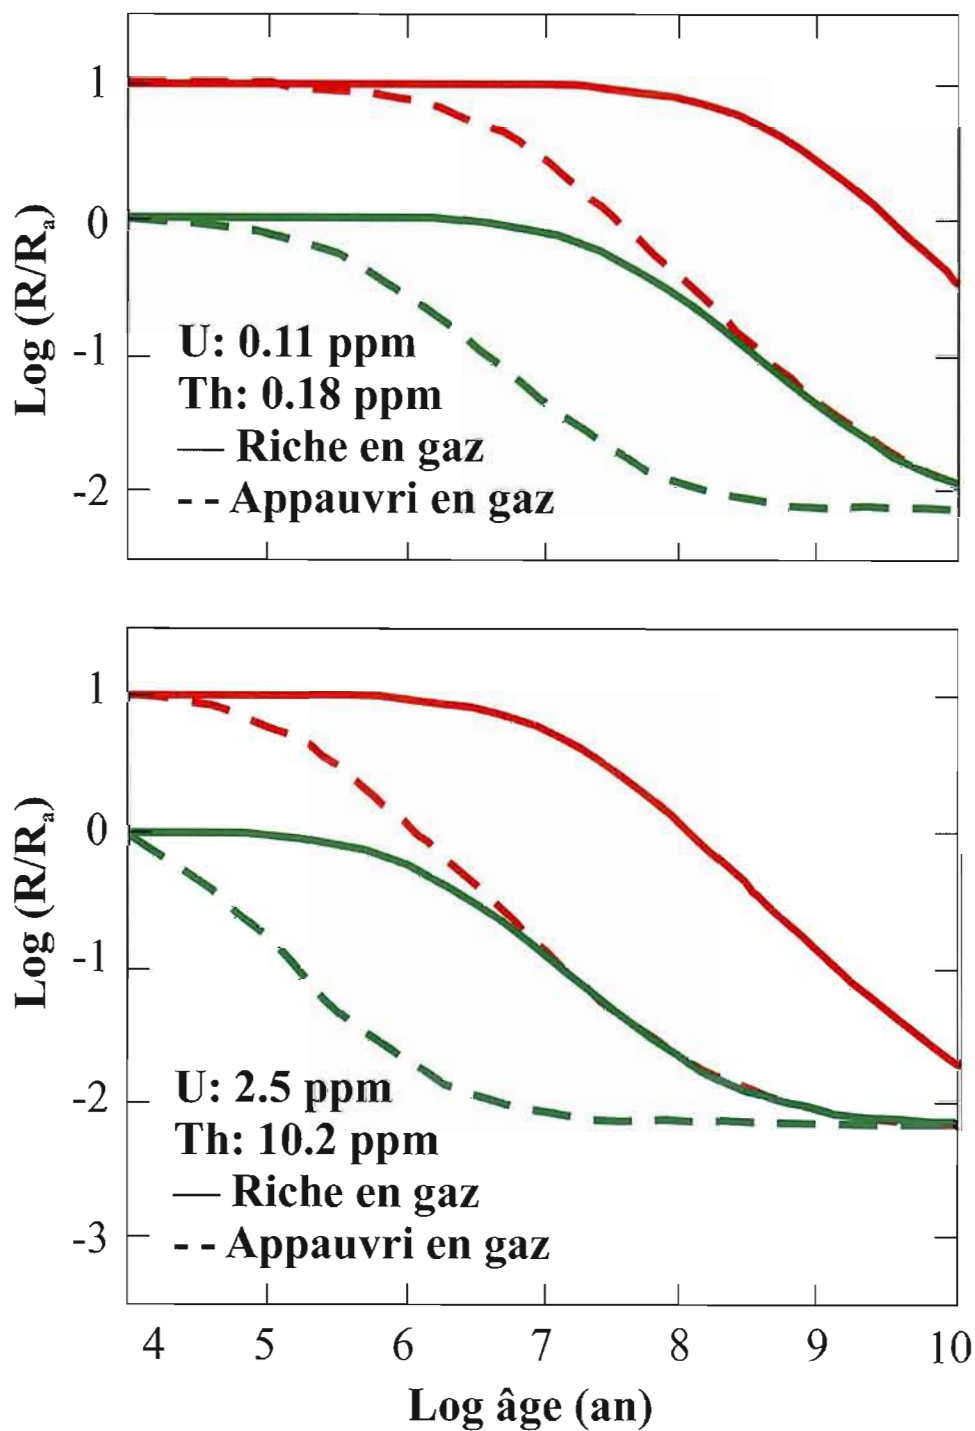 1
0
-1
-2
Log (R/Rₐ)
U: 0.11 ppm
Th: 0.18 ppm
— Riche en gaz
- - Appauvri en gaz
1
0
-1
-2
-3
Log (R/Rₐ)
U: 2.5 ppm
Th: 10.2 ppm
— Riche en gaz
- - Appauvri en gaz
4 5 6 7 8 9 10
Log âge (an)